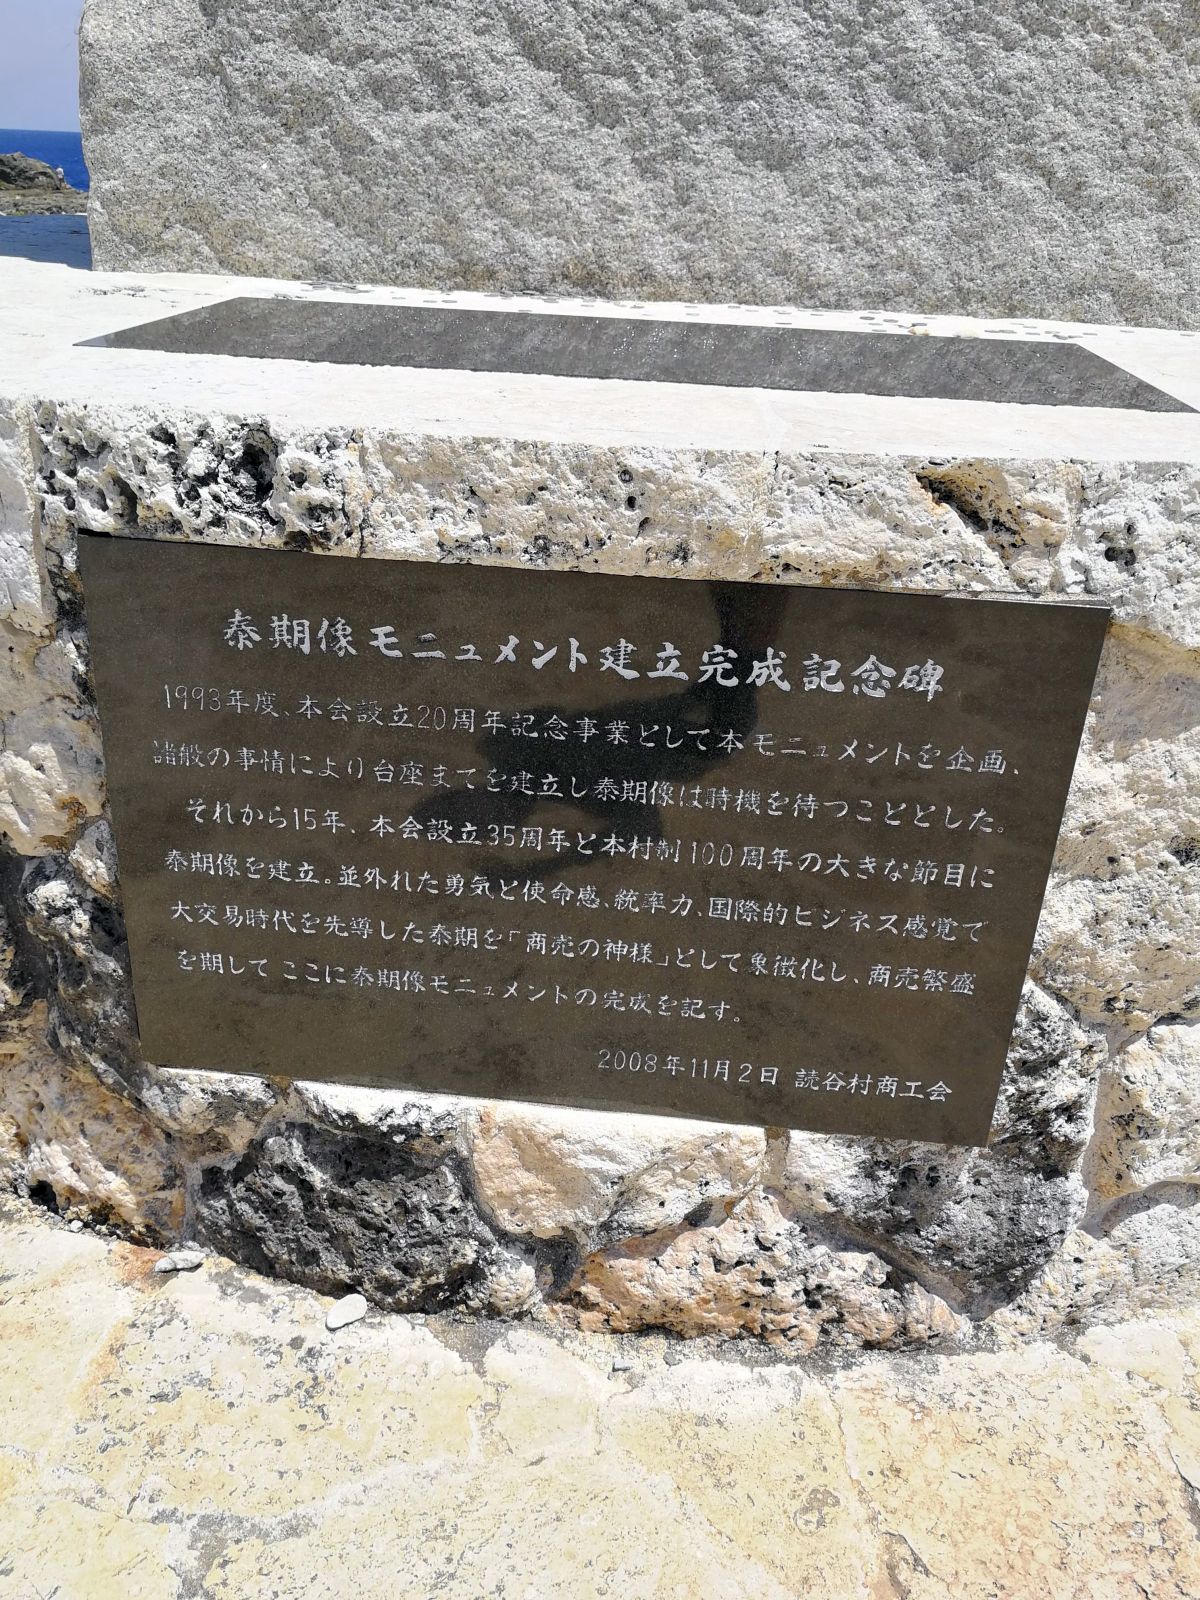 泰期像モニュメント建立完成記念碑
1993年度、本会設立20周年記念事業として本モニュメントを企画、
諸般の事情により台座までを建立し泰期像は時機を待つこととした。
それから15年、本会設立35周年と本村制100周年の大きな節目に
泰期像を建立。並外れた勇気と使命感、統率力、国際的ビジネス感覚で
大交易時代を先導した泰期を「商売の神様」として象徴化し、商売繁盛
を期して ここに泰期像モニュメントの完成を記す。
2008年11月2日 読谷村商工会